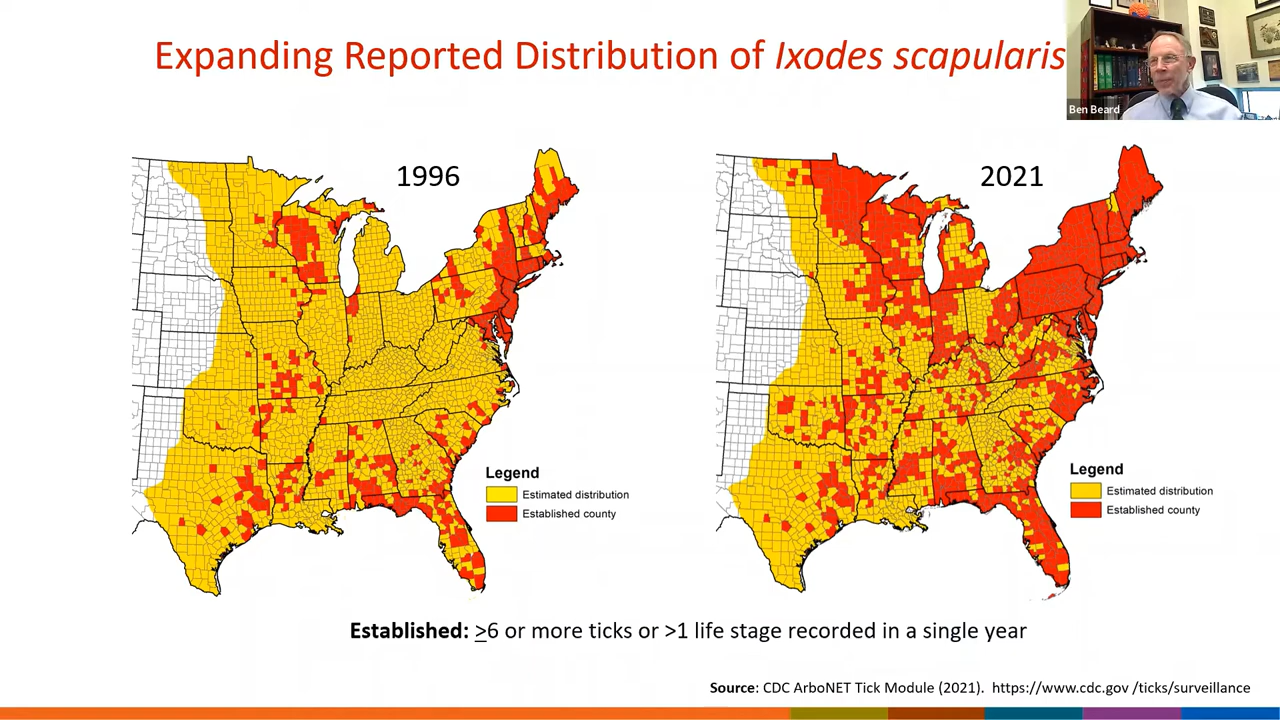 Expanding Reported Distribution of Ixodes scapularis
Ben Beard
1996
2021
Legend
Estimated distribution
Established county
Legend
Estimated distribution
Established county
Established: ≥6 or more ticks or >1 life stage recorded in a single year
Source: CDC ArboNET Tick Module (2021). https://www.cdc.gov /ticks/surveillance